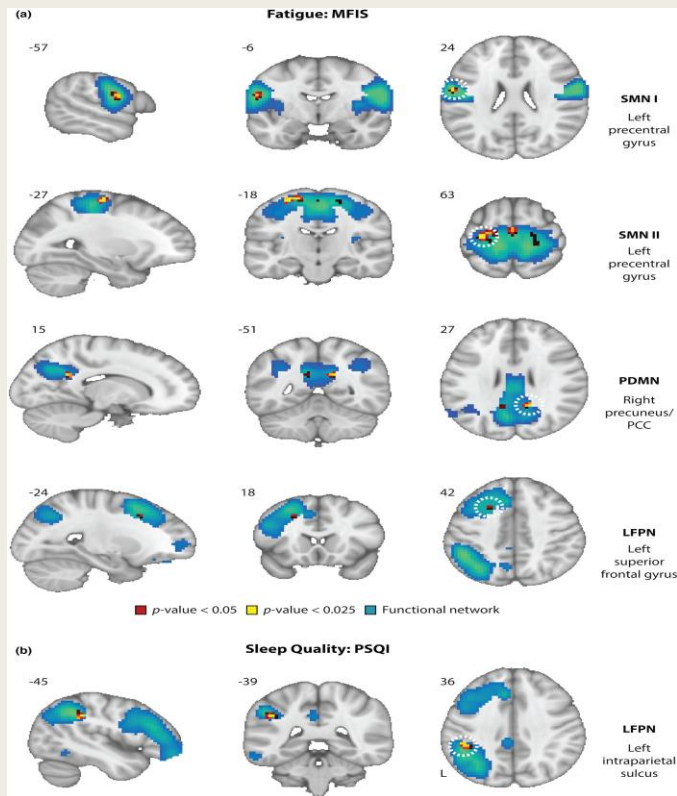 (a)
Fatigue: MFIS
-57
-6
24
SMN I
Left
precentral
gyrus
-27
-18
63
SMN II
Left
precentral
gyrus
15
-51
27
PDMN
Right
precuneus/
PCC
-24
18
42
LFPN
Left
superior
frontal gyrus
p-value < 0.05 p-value < 0.025 Functional network
(b)
Sleep Quality: PSQI
-45
-39
36
LFPN
Left
intraparietal
sulcus
L